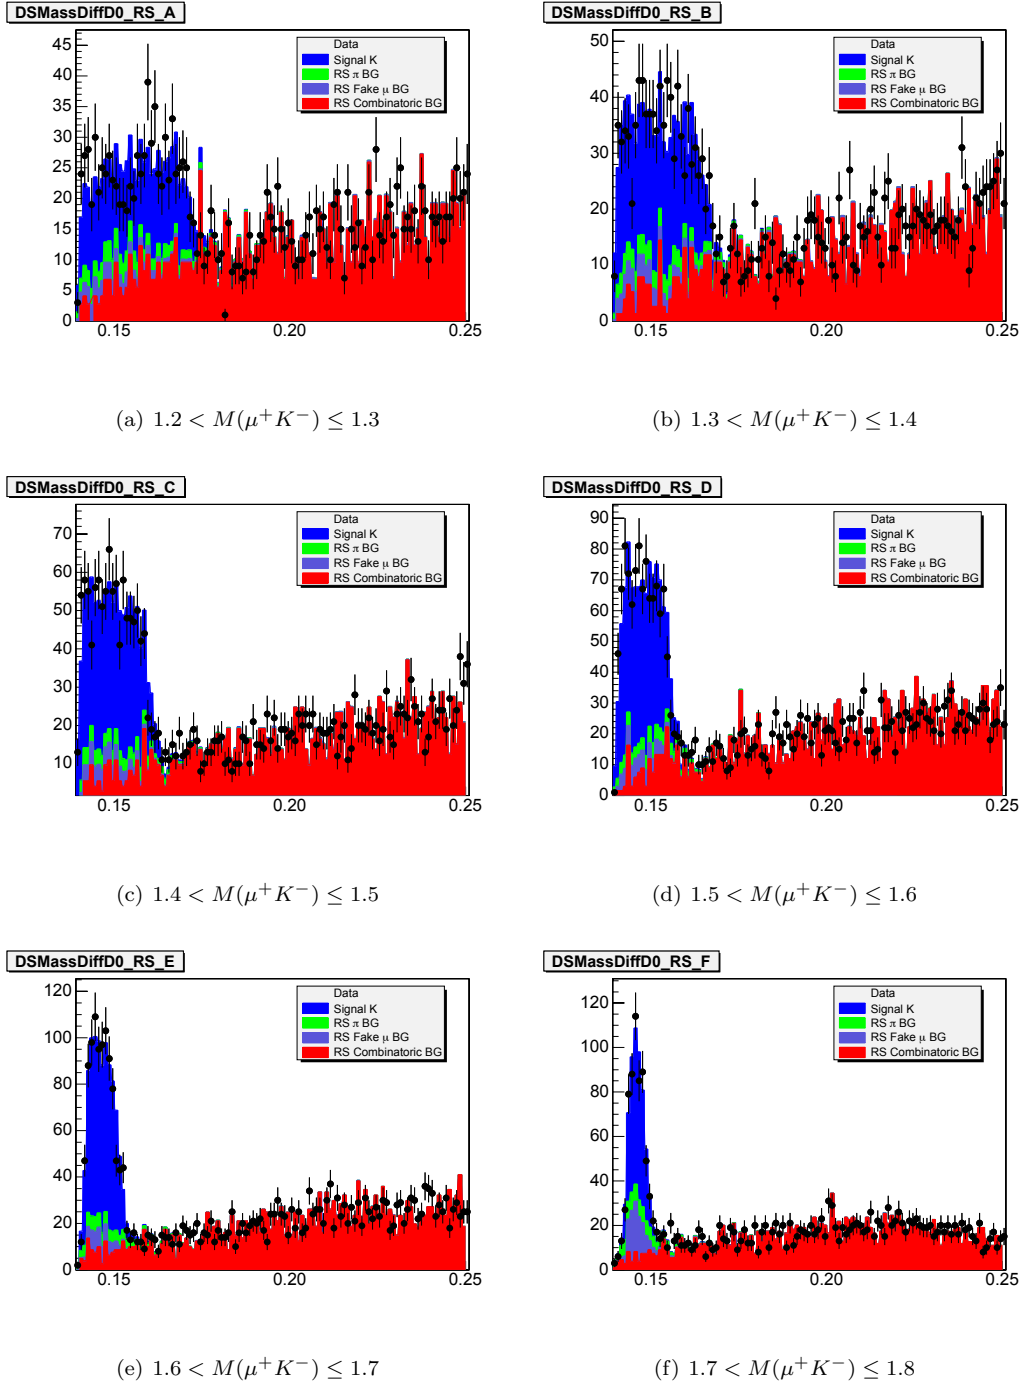 DSMassDiffD0_RS_A
45
40
35
30
25
20
15
10
5
0
0.15 0.20 0.25
Data
Signal K
RS π BG
RS Fake μ BG
RS Combinatoric BG
(a) 1.2 < M(μ⁺K⁻) ≤ 1.3
DSMassDiffD0_RS_B
50
40
30
20
10
0
0.15 0.20 0.25
Data
Signal K
RS π BG
RS Fake μ BG
RS Combinatoric BG
(b) 1.3 < M(μ⁺K⁻) ≤ 1.4
DSMassDiffD0_RS_C
70
60
50
40
30
20
10
0.15 0.20 0.25
Data
Signal K
RS π BG
RS Fake μ BG
RS Combinatoric BG
(c) 1.4 < M(μ⁺K⁻) ≤ 1.5
DSMassDiffD0_RS_D
90
80
70
60
50
40
30
20
10
0
0.15 0.20 0.25
Data
Signal K
RS π BG
RS Fake μ BG
RS Combinatoric BG
(d) 1.5 < M(μ⁺K⁻) ≤ 1.6
DSMassDiffD0_RS_E
120
100
80
60
40
20
0
0.15 0.20 0.25
Data
Signal K
RS π BG
RS Fake μ BG
RS Combinatoric BG
(e) 1.6 < M(μ⁺K⁻) ≤ 1.7
DSMassDiffD0_RS_F
120
100
80
60
40
20
0
0.15 0.20 0.25
Data
Signal K
RS π BG
RS Fake μ BG
RS Combinatoric BG
(f) 1.7 < M(μ⁺K⁻) ≤ 1.8